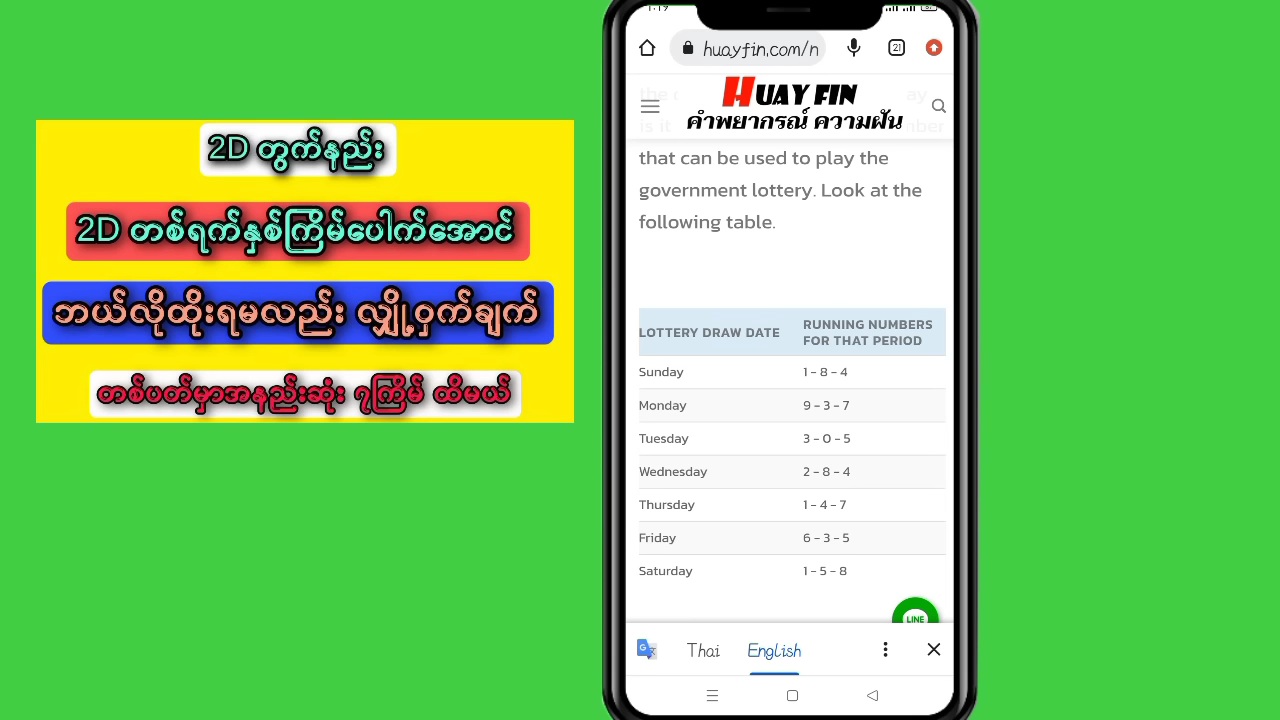 2D တွက်နည်း
2D တစ်ရက်နှစ်ကြိမ်ပေါက်အောင်
ဘယ်လိုထိုးရမလည်း လျှို့ဝှက်ချက်
တစ်ပတ်မှာအနည်းဆုံး ၇ကြိမ် ထိမယ်
1:19
huayfin.com/n
21
HUAY FIN
คำพยากรณ์ ความฝัน
that can be used to play the
government lottery. Look at the
following table.
LOTTERY DRAW DATE RUNNING NUMBERS
FOR THAT PERIOD
Sunday 1 - 8 - 4
Monday 9 - 3 - 7
Tuesday 3 - 0 - 5
Wednesday 2 - 8 - 4
Thursday 1 - 4 - 7
Friday 6 - 3 - 5
Saturday 1 - 5 - 8
LINE
Thai English